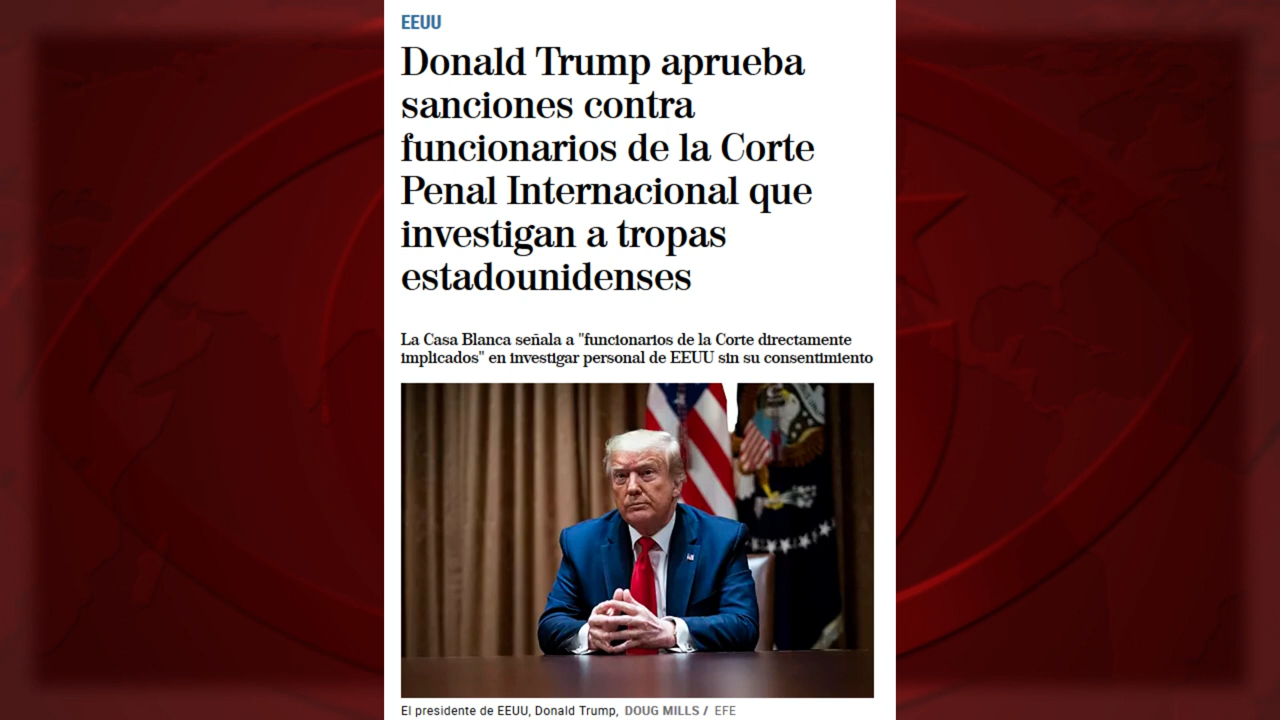 EEUU
Donald Trump aprueba
sanciones contra
funcionarios de la Corte
Penal Internacional que
investigan a tropas
estadounidenses
La Casa Blanca señala a "funcionarios de la Corte directamente
implicados" en investigar personal de EEUU sin su consentimiento
El presidente de EEUU, Donald Trump, DOUG MILLS / EFE